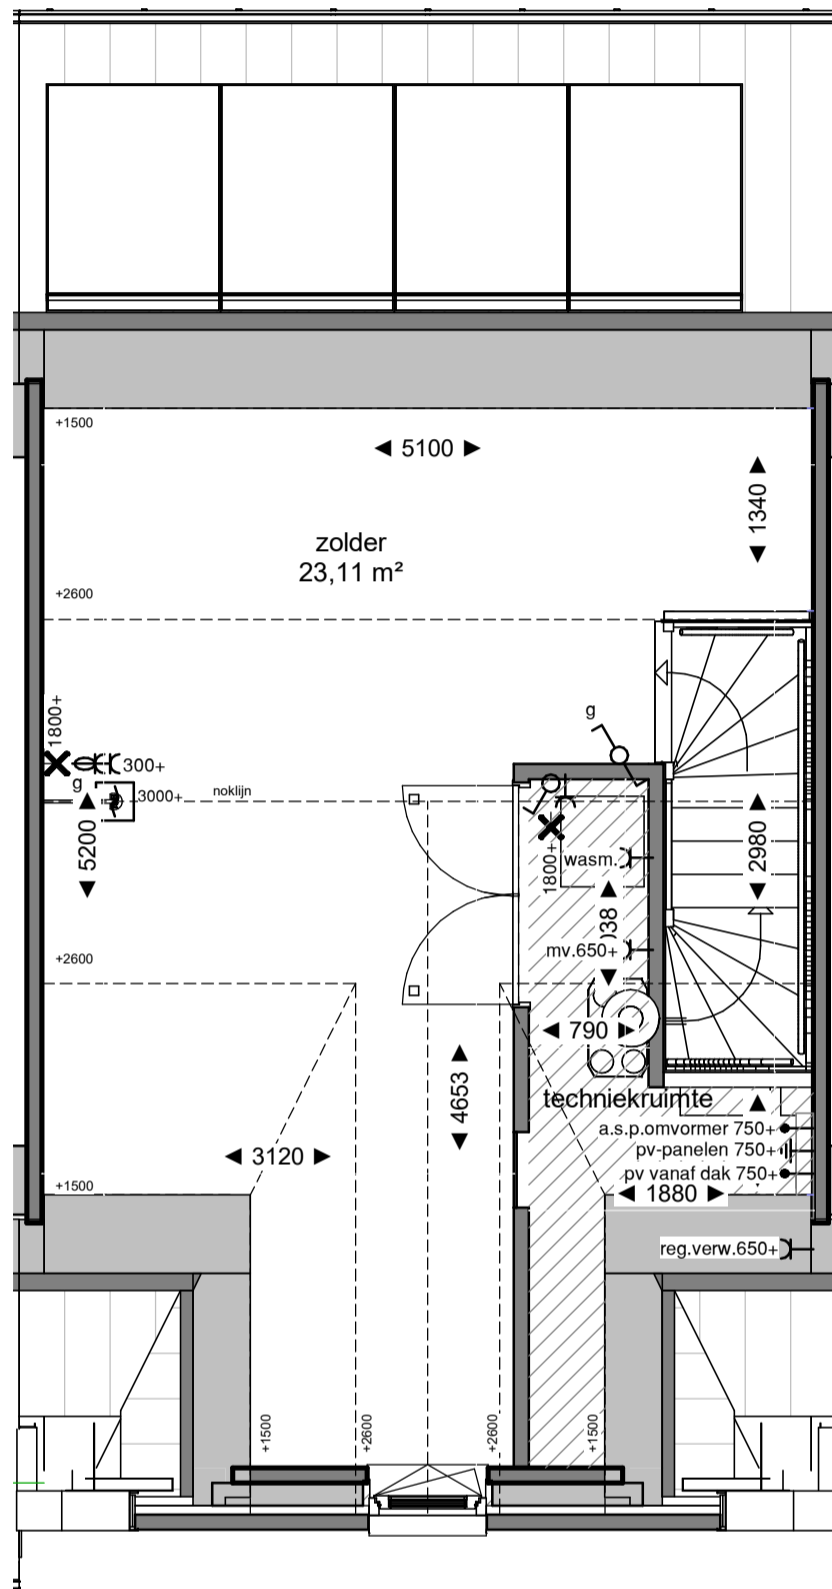 +1500
5100
1340
zolder
23,11 m²
+2600
1800+
g
300+
g
3000+
noklijn
5200
2980
1800+
wasm.
mv.650+
+2600
790
4653
techniekruimte
a.s.p.omvormer 750+
pv-panelen 750+
pv vanaf dak 750+
3120
+1500
1880
reg.verw.650+
+1500
+2600
+2600
+1500